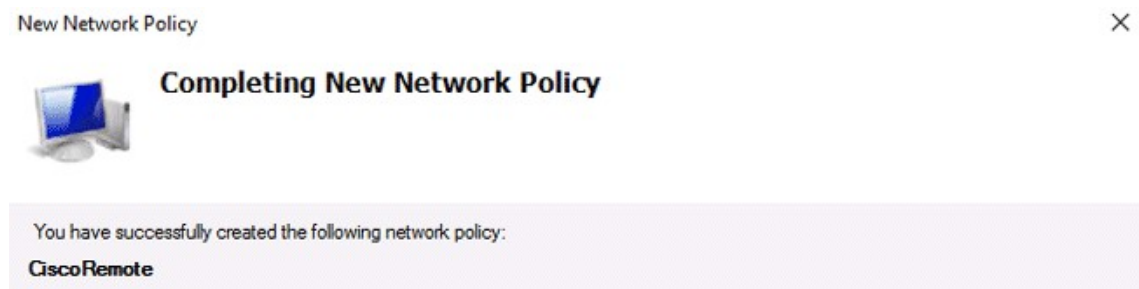 New Network Policy
Completing New Network Policy
You have successfully created the following network policy:
CiscoRemote